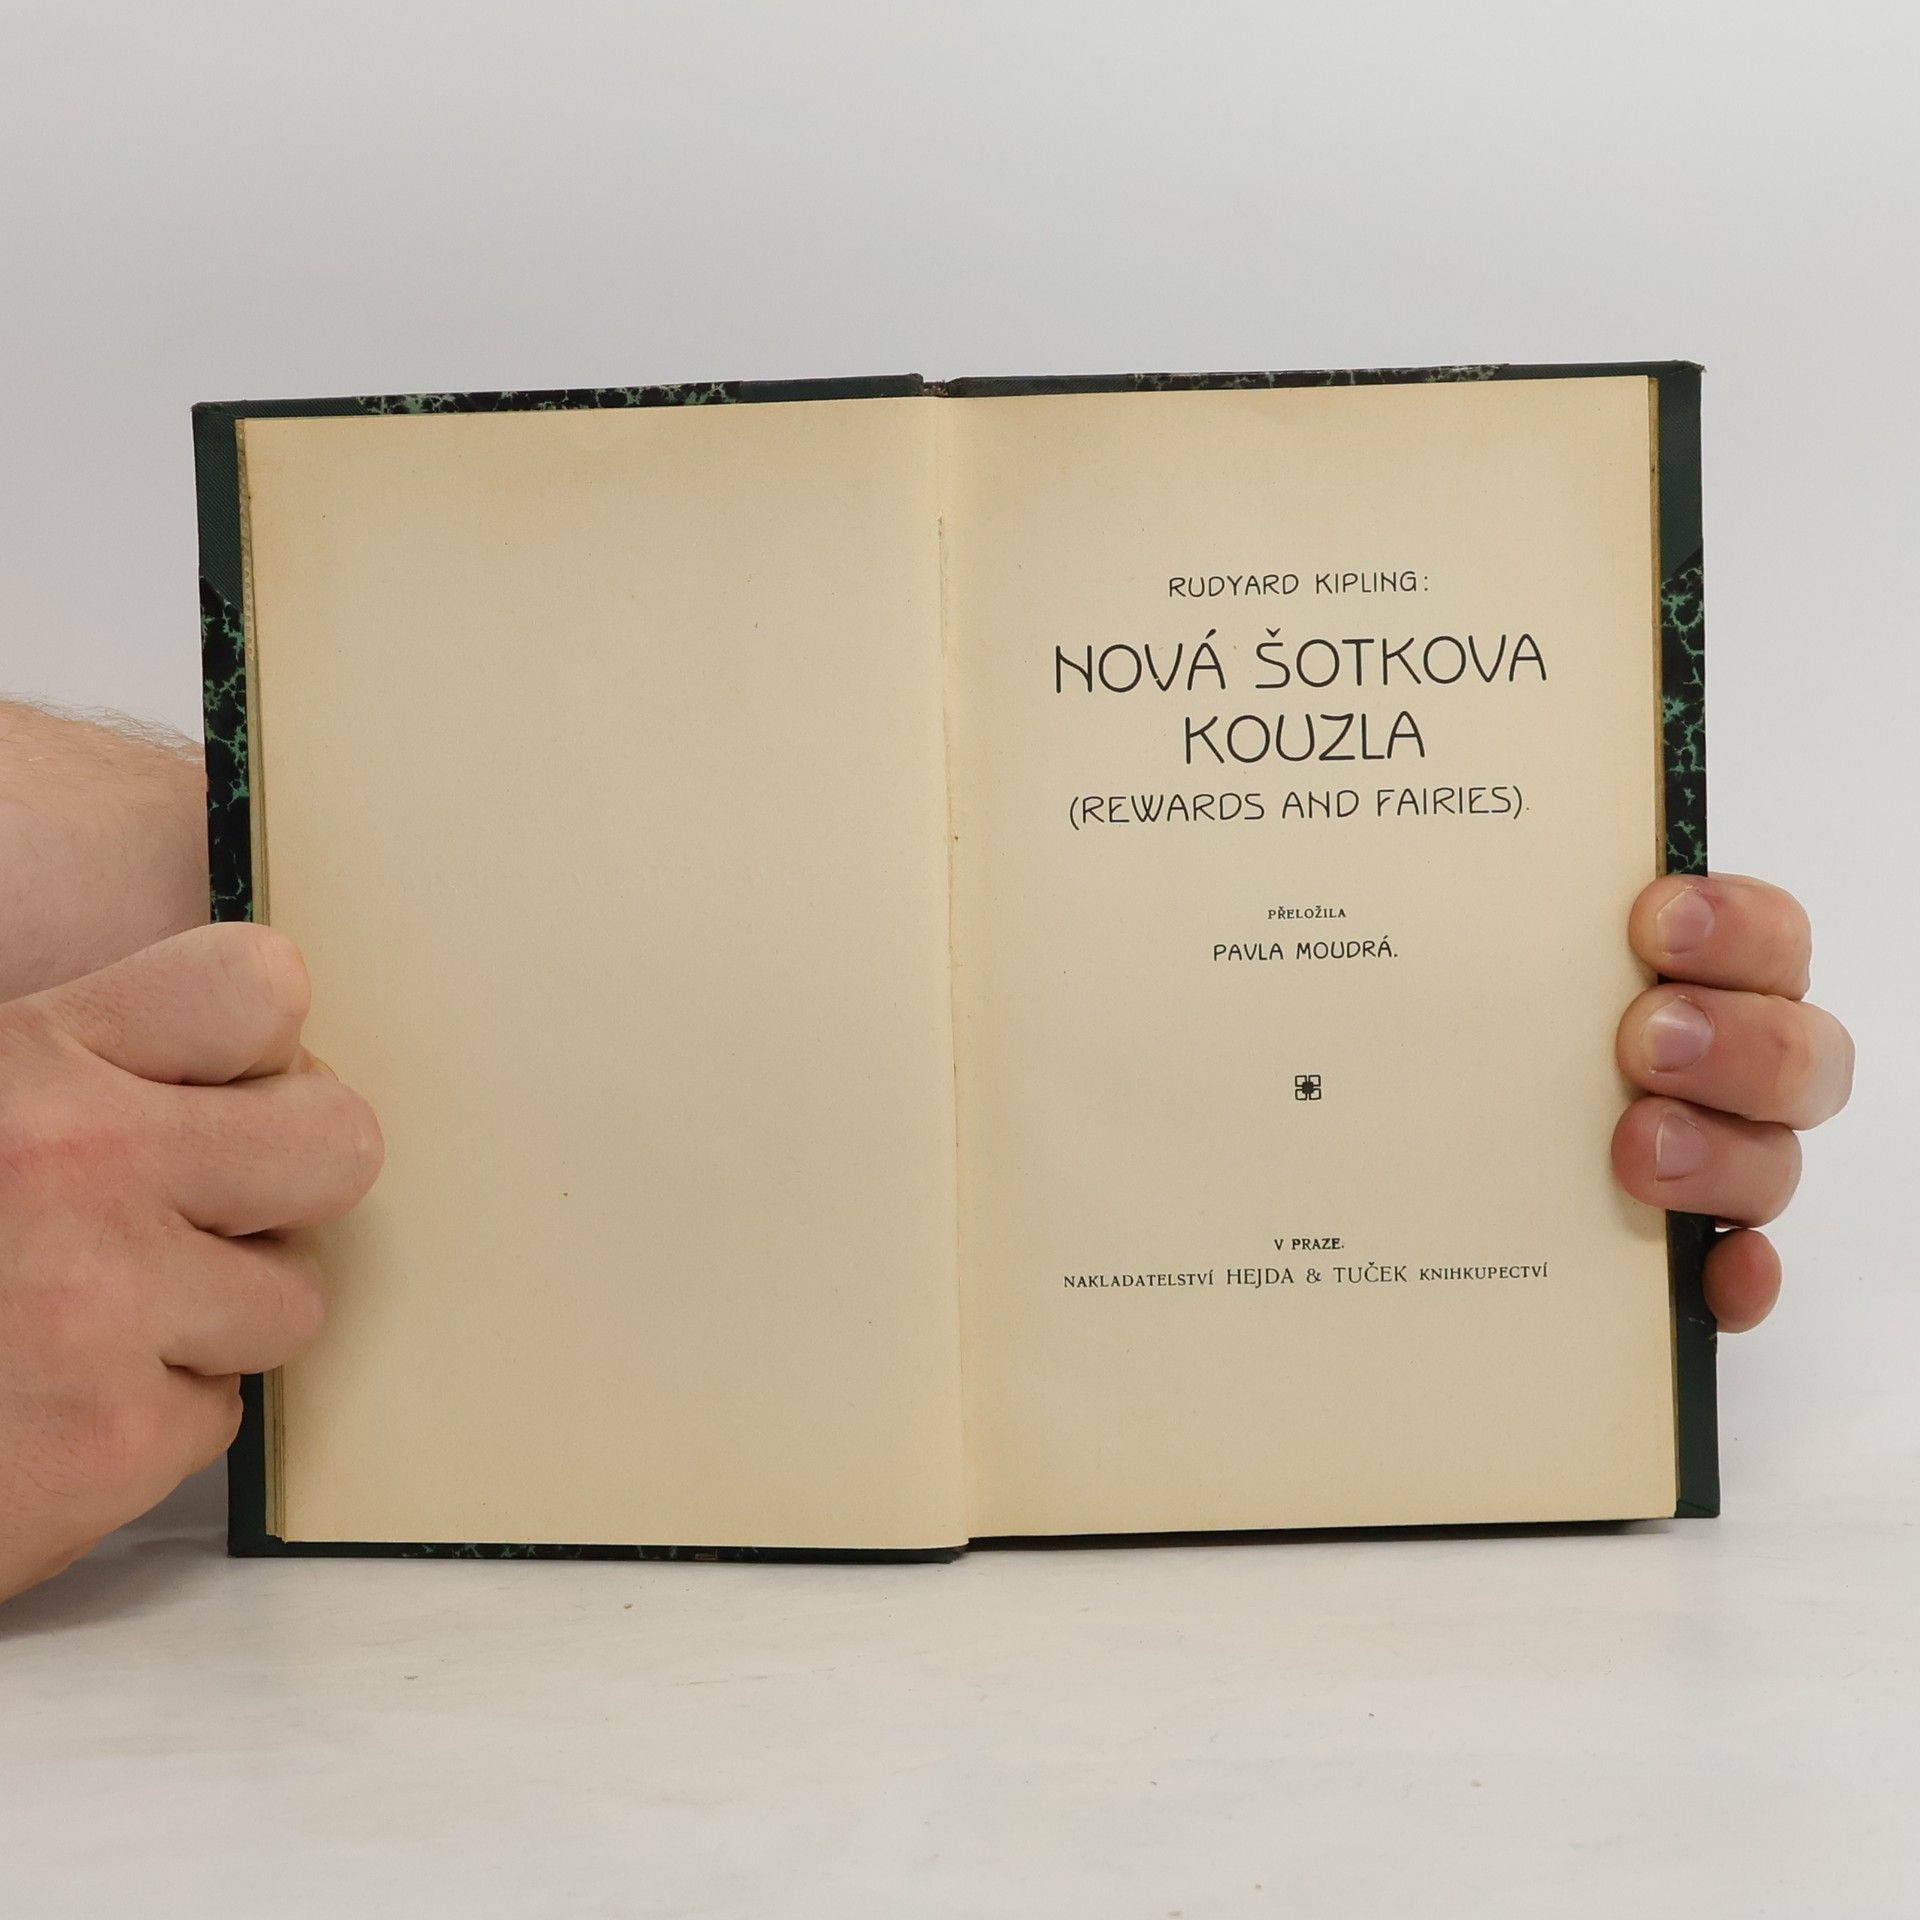 RUDYARD KIPLING:
NOVÁ ŠOTKOVA
KOUZLA
(REWARDS AND FAIRIES).
PŘELOŽILA
PAVLA MOUDRÁ.
V PRAZE.
NAKLADATELSTVÍ HEJDA & TUČEK KNIHKUPECTVÍ